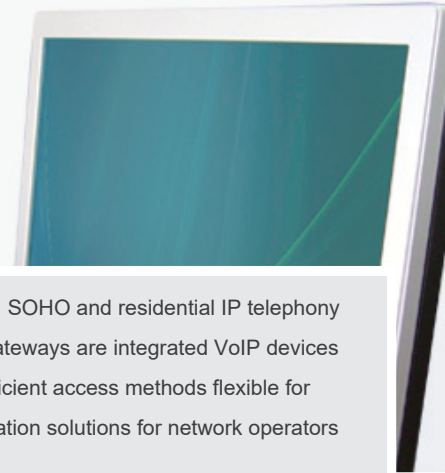 SOHO and residential IP telephony
ateways are integrated VoIP devices
icient access methods flexible for
ation solutions for network operators